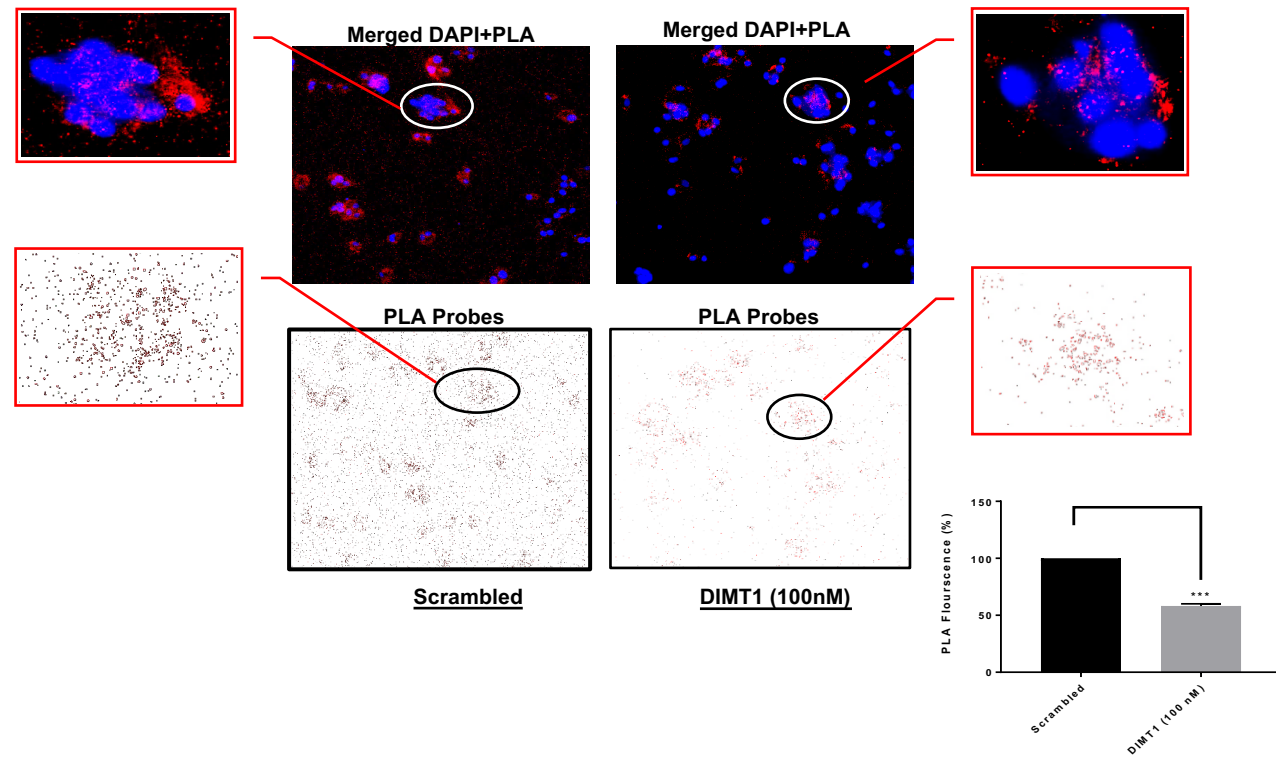 Merged DAPI+PLA
Merged DAPI+PLA
PLA Probes
PLA Probes
Scrambled
DIMT1 (100nM)
PLA Flourscence (%)
150
100
50
0
***
Scrambled
DIMT1 (100 nM)